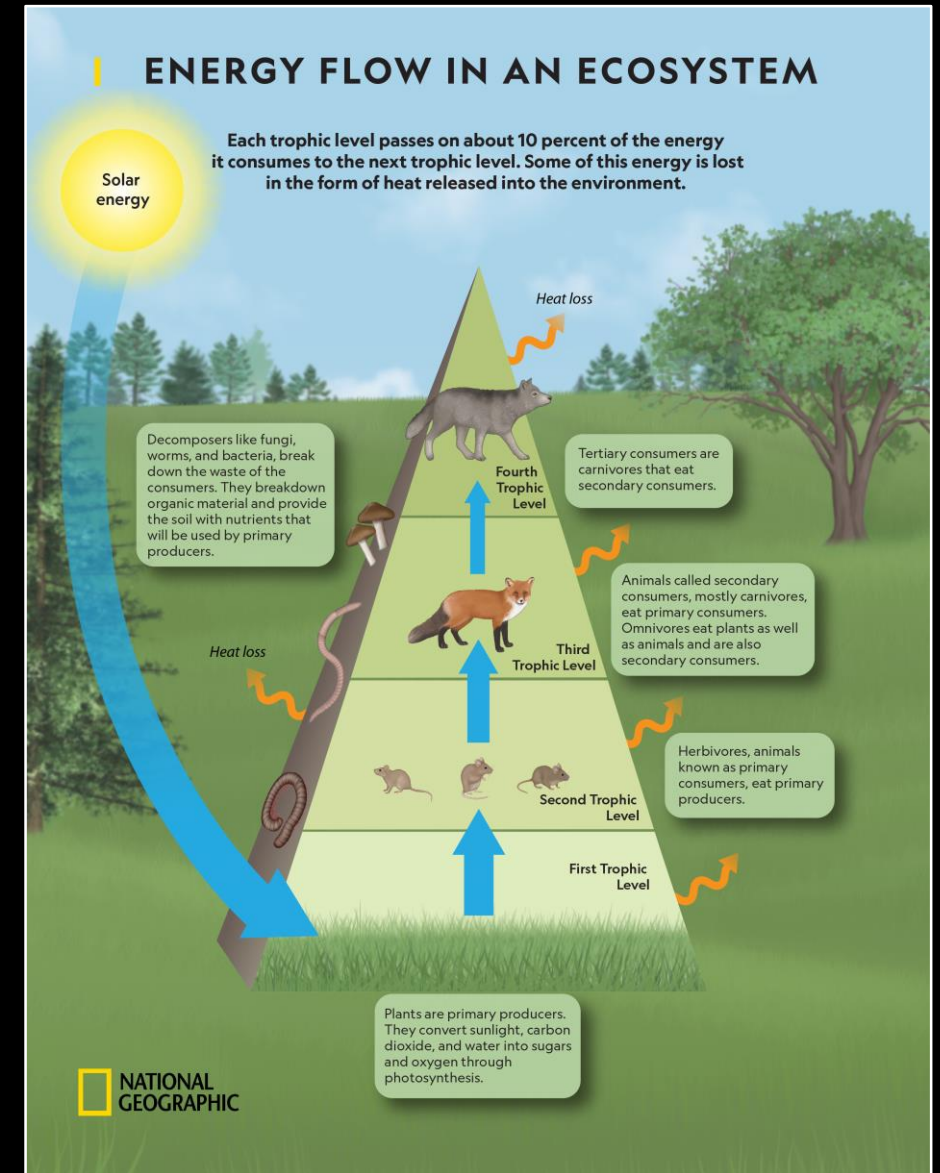 ENERGY FLOW IN AN ECOSYSTEM
Each trophic level passes on about 10 percent of the energy
it consumes to the next trophic level. Some of this energy is lost
in the form of heat released into the environment.
Solar
energy
Heat loss
Decomposers like fungi,
worms, and bacteria, break
down the waste of the
consumers. They breakdown
organic material and provide
the soil with nutrients that
will be used by primary
producers.
Fourth
Trophic
Level
Tertiary consumers are
carnivores that eat
secondary consumers.
Third
Trophic Level
Animals called secondary
consumers, mostly carnivores,
eat primary consumers.
Omnivores eat plants as well
as animals and are also
secondary consumers.
Heat loss
Second Trophic
Level
Herbivores, animals
known as primary
consumers, eat primary
producers.
First Trophic
Level
Plants are primary producers.
They convert sunlight, carbon
dioxide, and water into sugars
and oxygen through
photosynthesis.
NATIONAL
GEOGRAPHIC